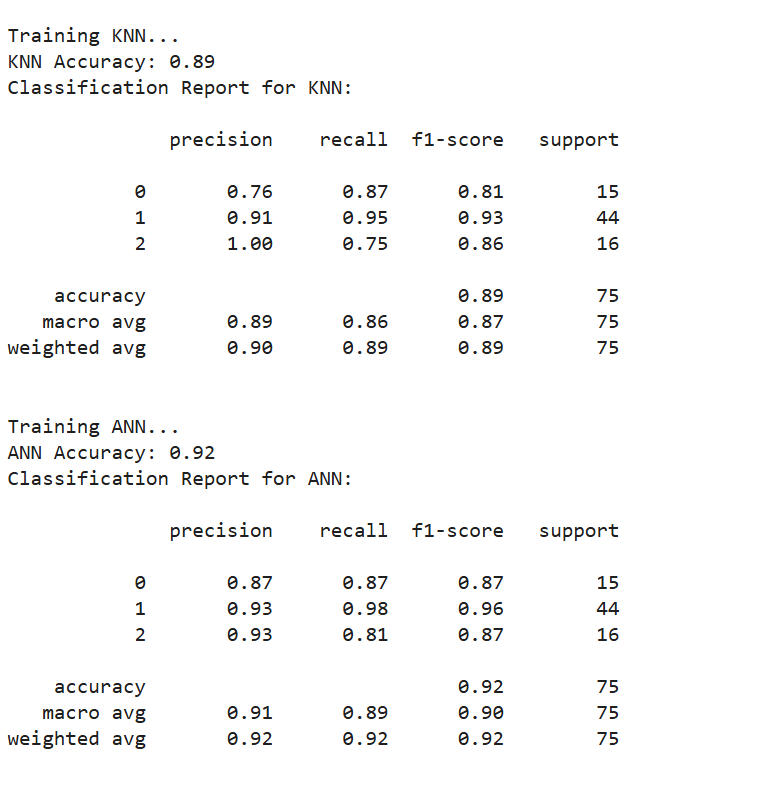 Training KNN...
KNN Accuracy: 0.89
Classification Report for KNN:
precision recall f1-score support
0 0.76 0.87 0.81 15
1 0.91 0.95 0.93 44
2 1.00 0.75 0.86 16
accuracy 0.89 75
macro avg 0.89 0.86 0.87 75
weighted avg 0.90 0.89 0.89 75
Training ANN...
ANN Accuracy: 0.92
Classification Report for ANN:
precision recall f1-score support
0 0.87 0.87 0.87 15
1 0.93 0.98 0.96 44
2 0.93 0.81 0.87 16
accuracy 0.92 75
macro avg 0.91 0.89 0.90 75
weighted avg 0.92 0.92 0.92 75